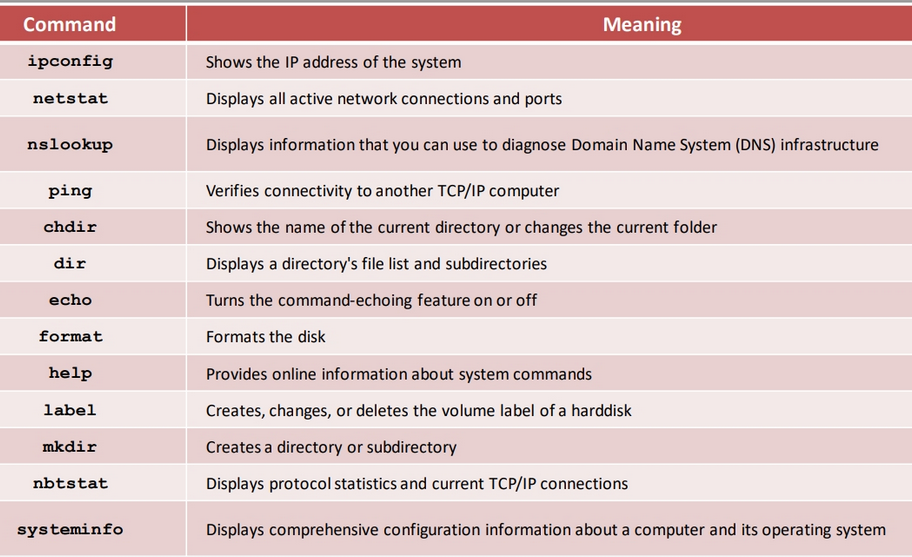 Command Meaning
ipconfig Shows the IP address of the system
netstat Displays all active network connections and ports
nslookup Displays information that you can use to diagnose Domain Name System (DNS) infrastructure
ping Verifies connectivity to another TCP/IP computer
chdir Shows the name of the current directory or changes the current folder
dir Displays a directory's file list and subdirectories
echo Turns the command-echoing feature on or off
format Formats the disk
help Provides online information about system commands
label Creates, changes, or deletes the volume label of a harddisk
mkdir Creates a directory or subdirectory
nbtstat Displays protocol statistics and current TCP/IP connections
systeminfo Displays comprehensive configuration information about a computer and its operating system